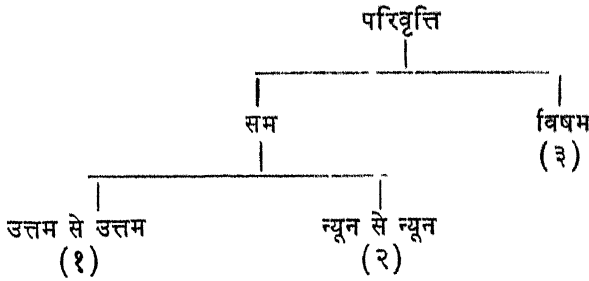 परिवृत्ति
सम
विषम
(३)
उत्तम से उत्तम
(१)
न्यून से न्यून
(२)